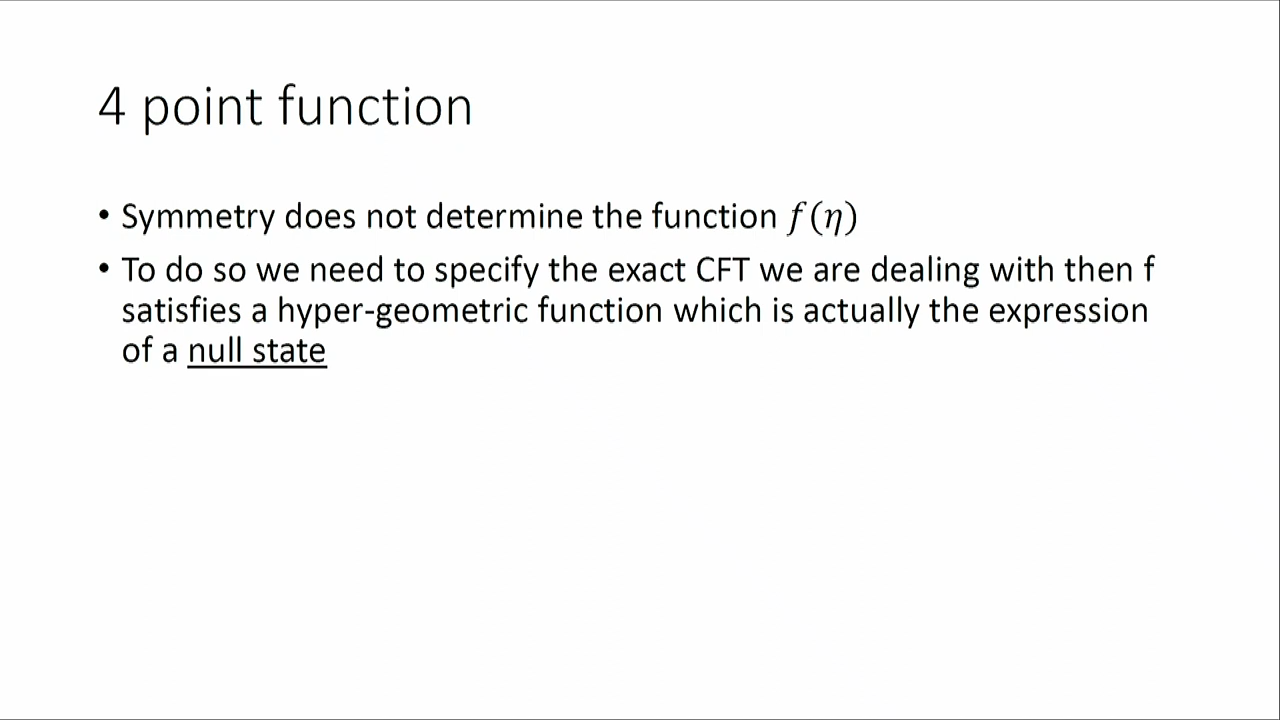 4 point function
• Symmetry does not determine the function f(η)
• To do so we need to specify the exact CFT we are dealing with then f
satisfies a hyper-geometric function which is actually the expression
of a null state